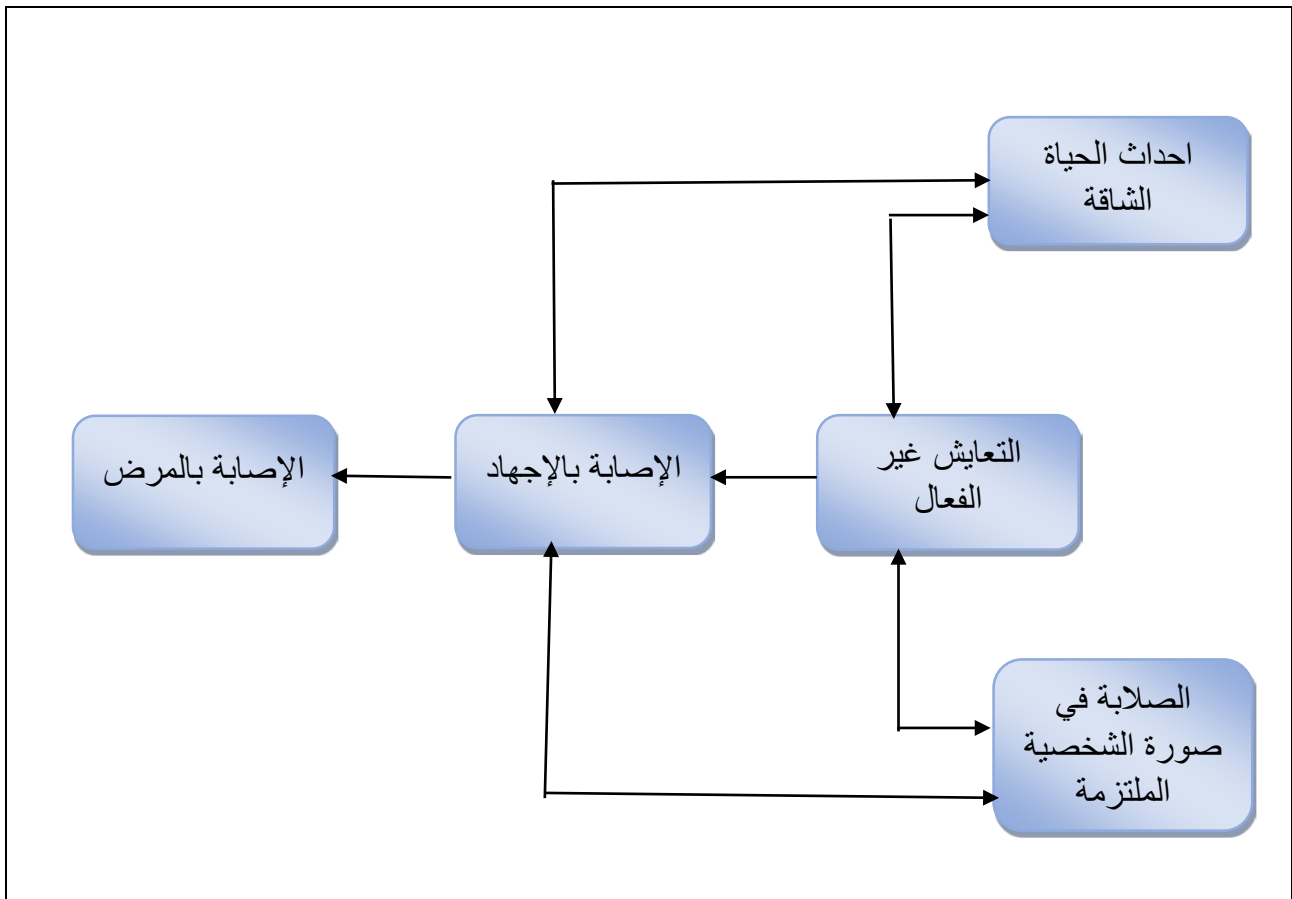 احداث الحياة
الشاقة
التعايش غير
الفعال
الإصابة بالإجهاد
الإصابة بالمرض
الصلابة في
صورة الشخصية
الملتزمة